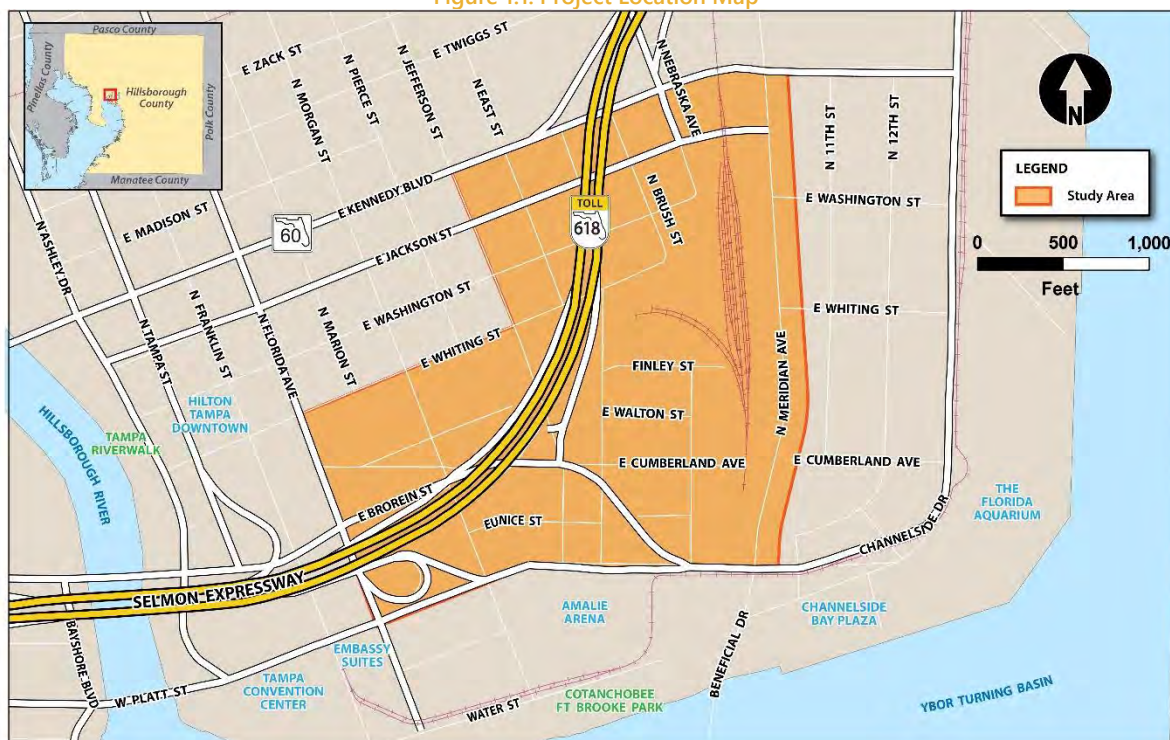 Figure 1.1. Project Location Map
Pasco County
Pinellas County
Hillsborough
County
Polk County
Manatee County
E ZACK ST
E TWIGGS ST
N MORGAN ST
N PIERCE ST
N JEFFERSON ST
N EAST ST
N NEBRASKA AVE
N 11TH ST
N 12TH ST
N
LEGEND
Study Area
0 500 1,000
Feet
E MADISON ST
E KENNEDY BLVD
60
E JACKSON ST
TOLL
618
N BRUSH ST
E WASHINGTON ST
E WASHINGTON ST
N ASHLEY DR
N TAMPA ST
N FRANKLIN ST
N FLORIDA AVE
N MARION ST
E WHITING ST
E WHITING ST
FINLEY ST
N MERIDIAN AVE
E WALTON ST
HILTON
TAMPA
DOWNTOWN
TAMPA
RIVERWALK
HILLSBOROUGH RIVER
E CUMBERLAND AVE
E CUMBERLAND AVE
E BROREIN ST
EUNICE ST
THE
FLORIDA
AQUARIUM
CHANNELSIDE DR
SELMON EXPRESSWAY
BAYSHORE BLVD
W PLATT ST
EMBASSY
SUITES
TAMPA
CONVENTION
CENTER
AMALIE
ARENA
CHANNELSIDE
BAY PLAZA
BENEFICIAL DR
WATER ST
COTANCHOBEE
FT BROOKE PARK
YBOR TURNING BASIN